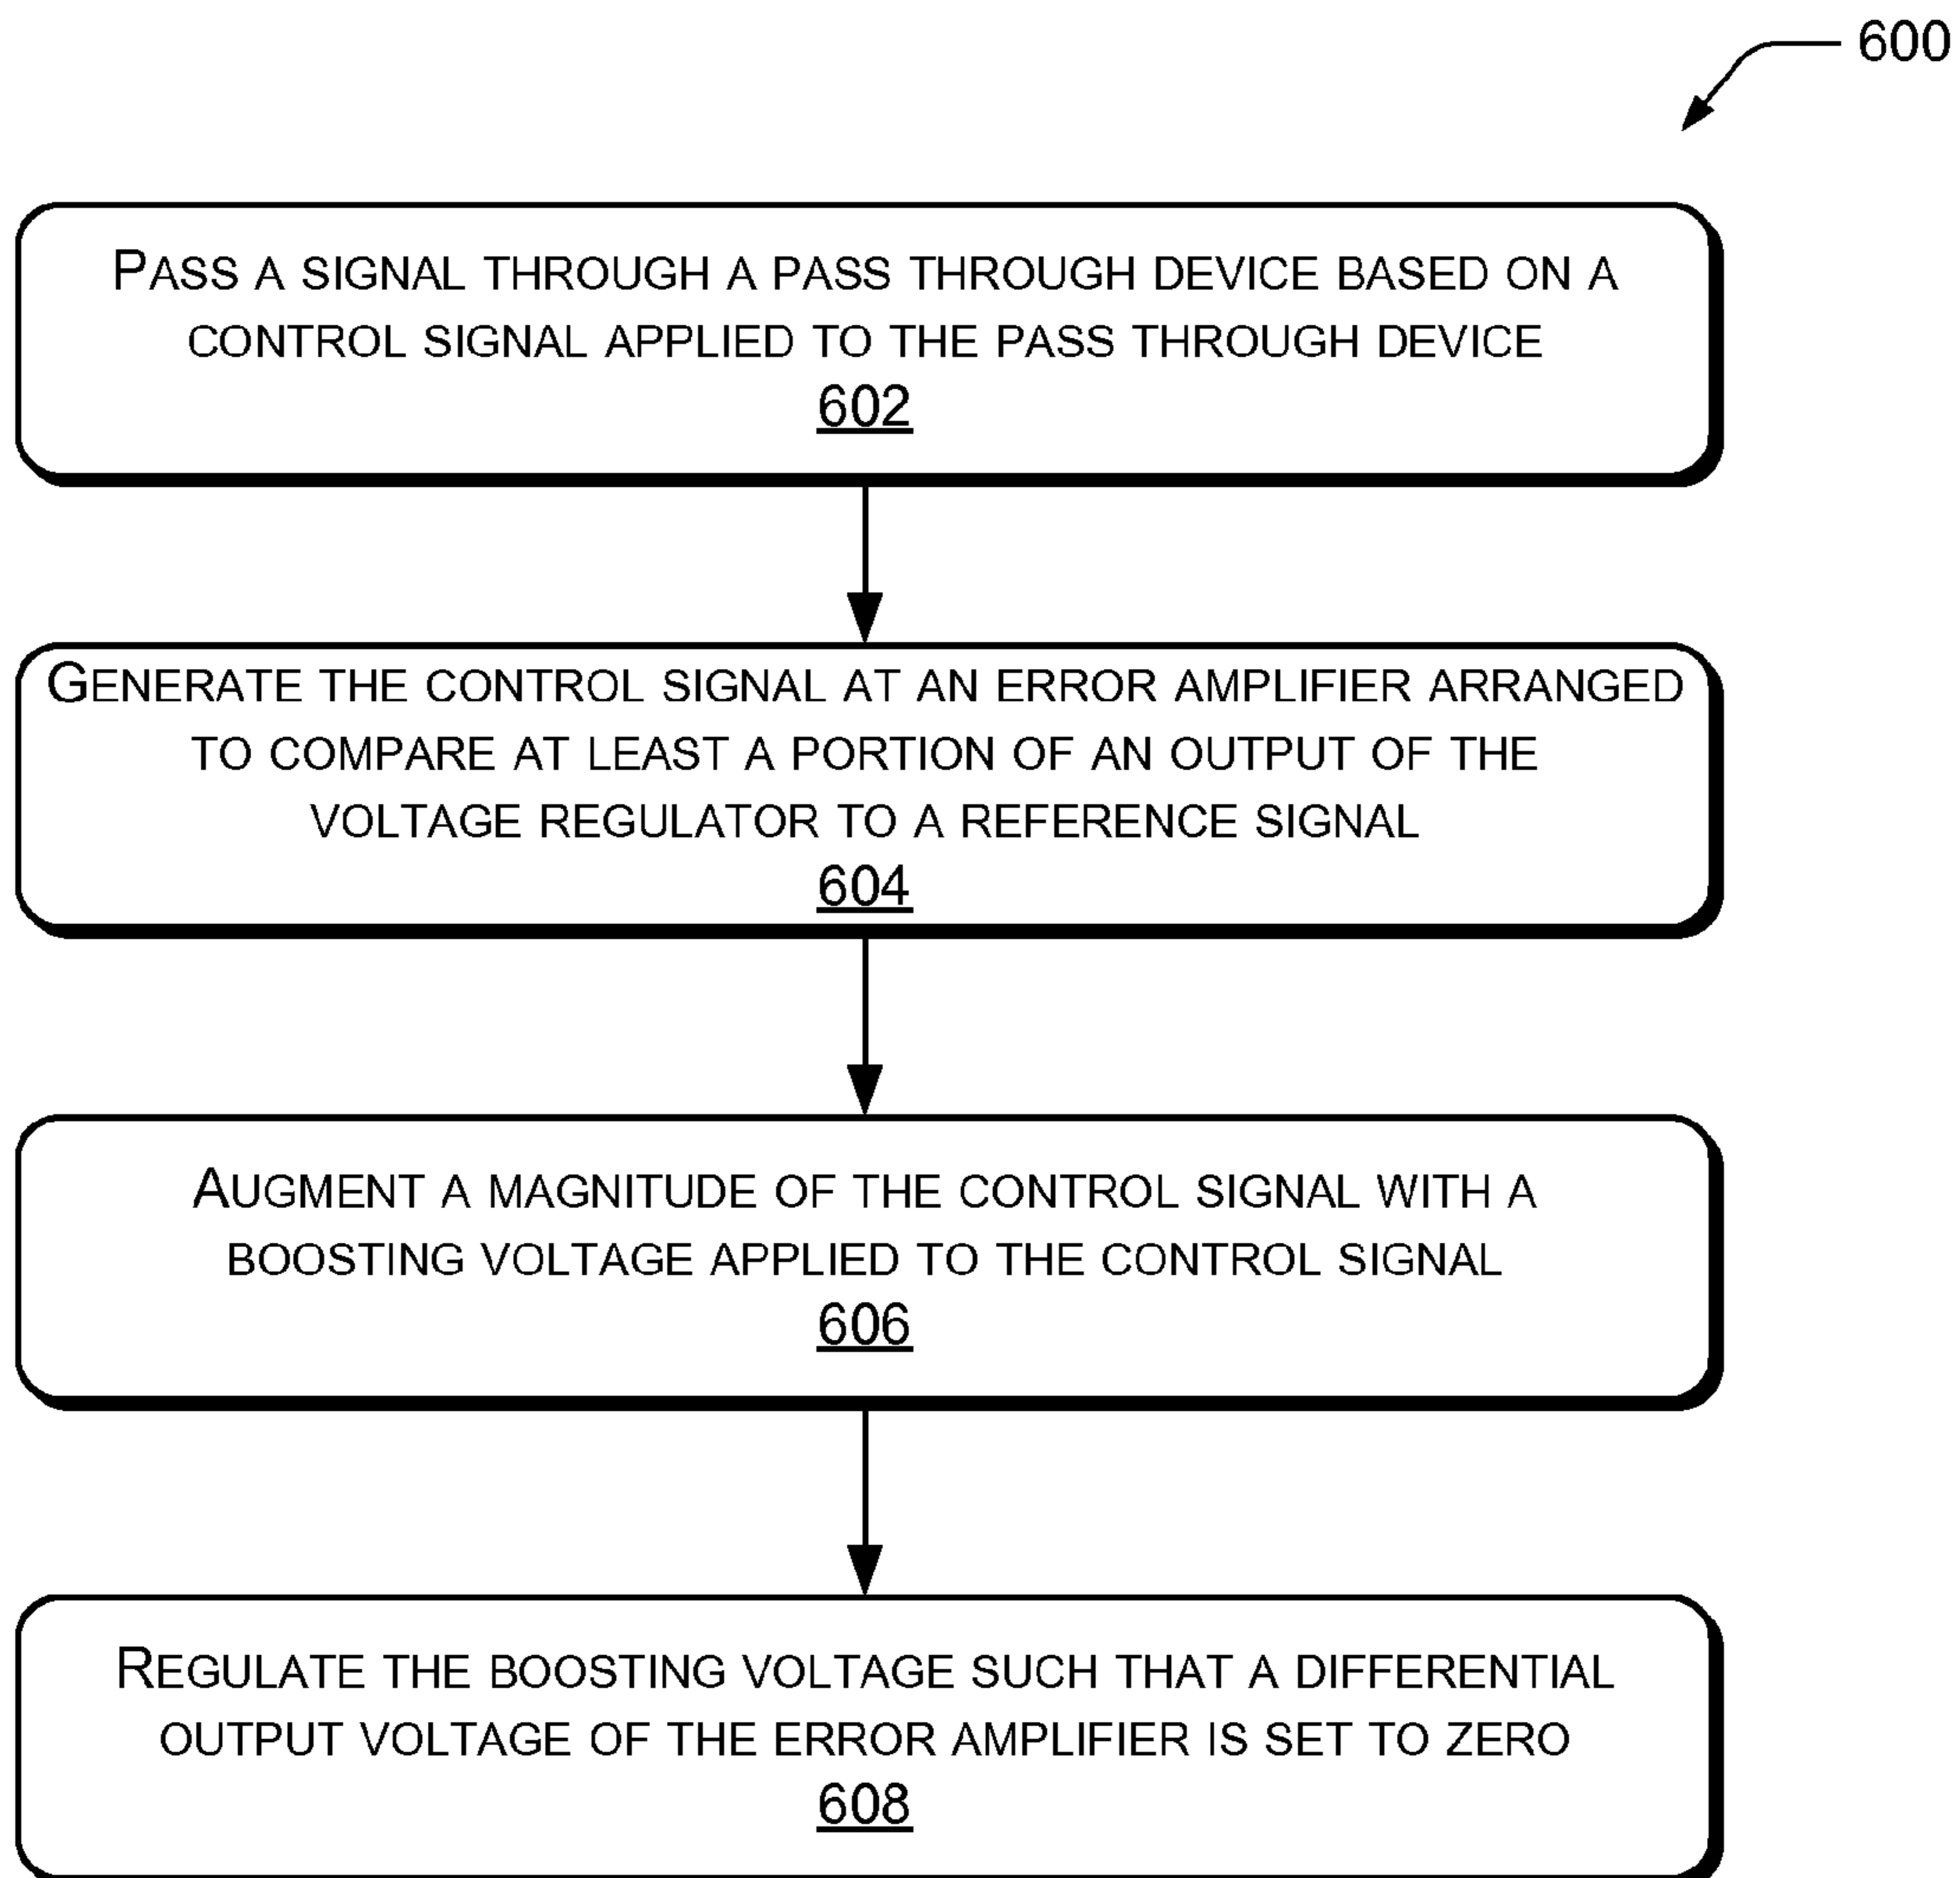 600
PASS A SIGNAL THROUGH A PASS THROUGH DEVICE BASED ON A
CONTROL SIGNAL APPLIED TO THE PASS THROUGH DEVICE
602
GENERATE THE CONTROL SIGNAL AT AN ERROR AMPLIFIER ARRANGED
TO COMPARE AT LEAST A PORTION OF AN OUTPUT OF THE
VOLTAGE REGULATOR TO A REFERENCE SIGNAL
604
AUGMENT A MAGNITUDE OF THE CONTROL SIGNAL WITH A
BOOSTING VOLTAGE APPLIED TO THE CONTROL SIGNAL
606
REGULATE THE BOOSTING VOLTAGE SUCH THAT A DIFFERENTIAL
OUTPUT VOLTAGE OF THE ERROR AMPLIFIER IS SET TO ZERO
608